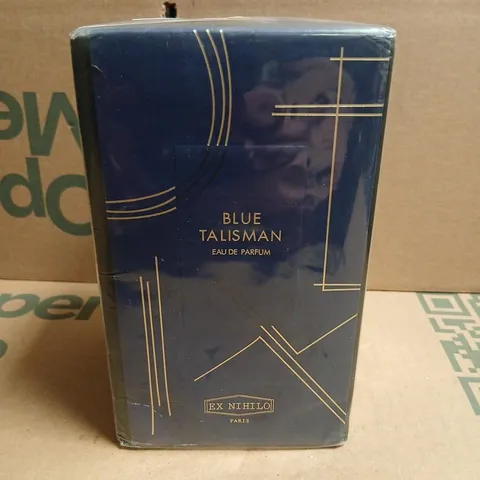 BLUE
TALISMAN
EAU DE PARFUM
EX NIHILO
PARIS